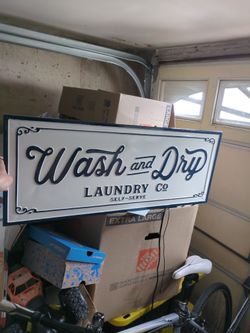 Wash and Dry
LAUNDRY CO
SELF-SERVE
EXTRA LARGE